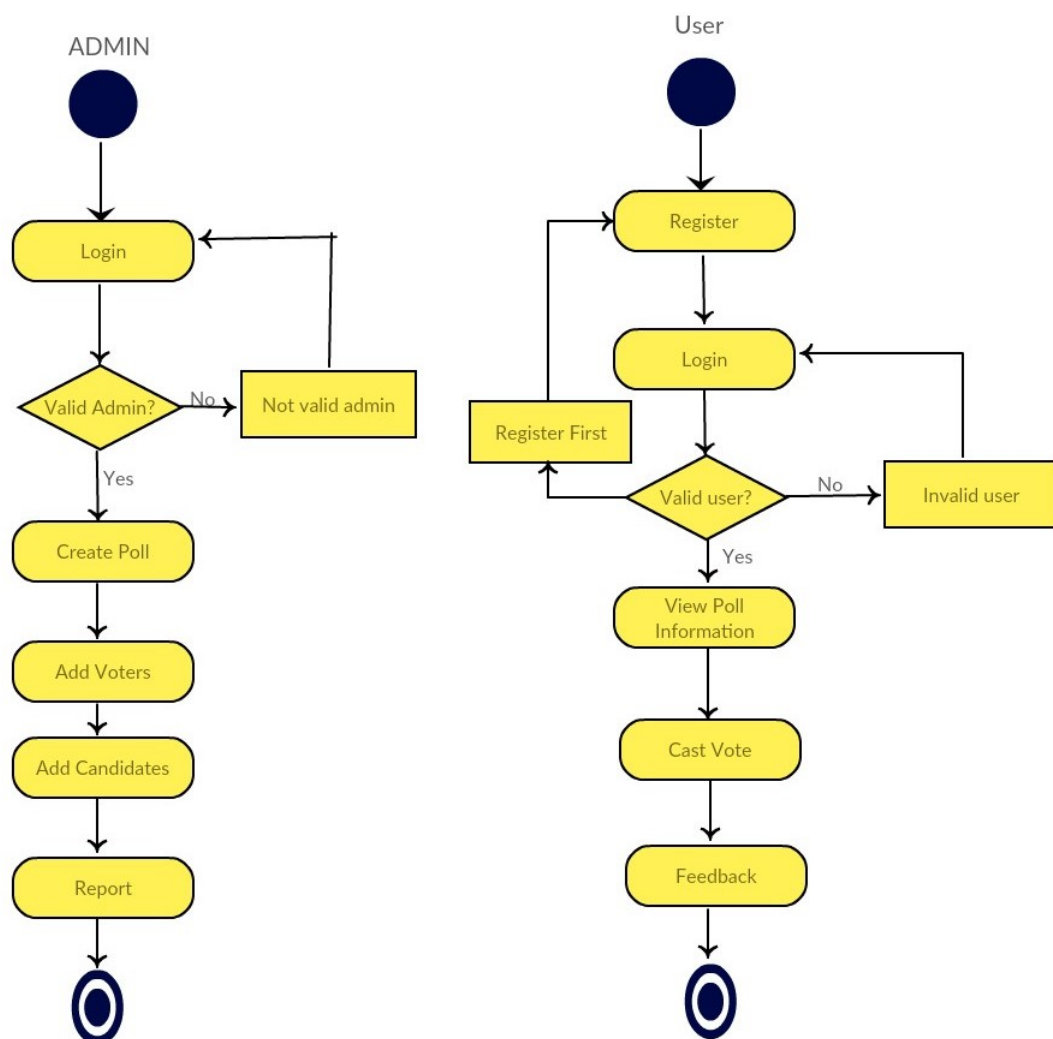 ADMIN
Login
Valid Admin?
No
Not valid admin
Yes
Create Poll
Add Voters
Add Candidates
Report
User
Register
Login
Register First
Valid user?
No
Invalid user
Yes
View Poll
Information
Cast Vote
Feedback